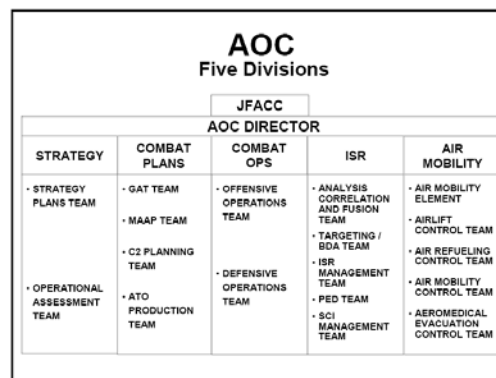 AOC
Five Divisions
JFACC
AOC DIRECTOR
STRATEGY
COMBAT
PLANS
COMBAT
OPS
ISR
AIR
MOBILITY
• STRATEGY
PLANS TEAM
• OPERATIONAL
ASSESSMENT
TEAM
• GAT TEAM
• MAAP TEAM
• C2 PLANNING
TEAM
• ATO
PRODUCTION
TEAM
• OFFENSIVE
OPERATIONS
TEAM
• DEFENSIVE
OPERATIONS
TEAM
• ANALYSIS
CORRELATION
AND FUSION
TEAM
• TARGETING /
BDA TEAM
• ISR
MANAGEMENT
TEAM
• PED TEAM
• SCI
MANAGEMENT
TEAM
• AIR MOBILITY
ELEMENT
• AIRLIFT
CONTROL TEAM
• AIR REFUELING
CONTROL TEAM
• AIR MOBILITY
CONTROL TEAM
• AEROMEDICAL
EVACUATION
CONTROL TEAM